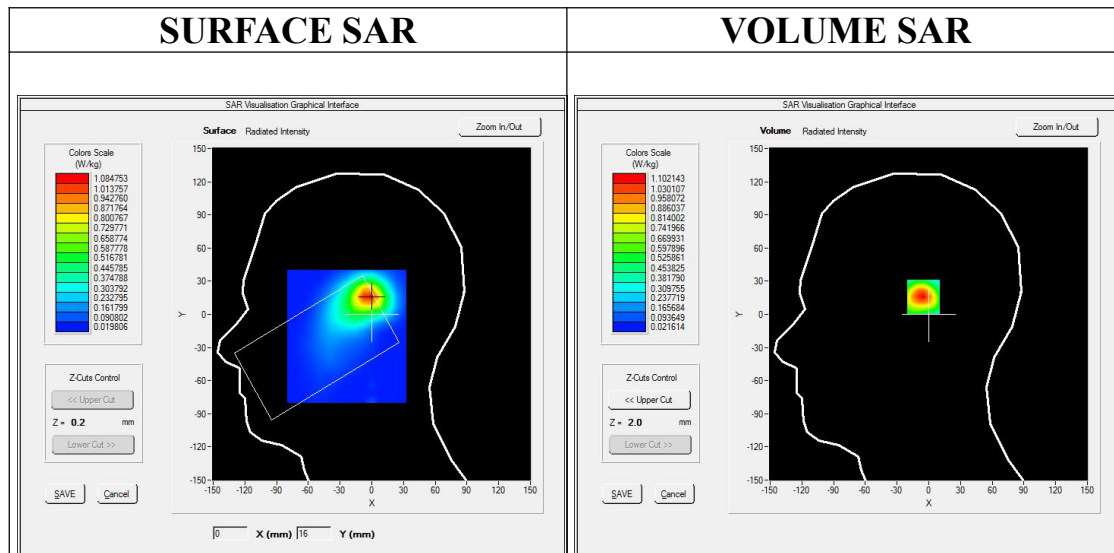 SURFACE SAR
VOLUME SAR
SAR Visualisation Graphical Interface
Surface Radiated Intensity
Zoom In/Out
Colors Scale
(W/kg)
1.084753
1.013757
0.942760
0.871764
0.800767
0.729771
0.658774
0.587778
0.516781
0.445785
0.374788
0.303792
0.232795
0.161799
0.090802
0.019806
Z-Cuts Control
<< Upper Cut
Z = 0.2 mm
Lower Cut >>
SAVE Cancel
150
120
90
60
30
Y 0
-30
-60
-90
-120
-150
-150 -120 -90 -60 -30 0 30 60 90 120 150
X
0 X (mm) 16 Y (mm)
SAR Visualisation Graphical Interface
Volume Radiated Intensity
Zoom In/Out
Colors Scale
(W/kg)
1.102143
1.030107
0.958072
0.886037
0.814002
0.741966
0.669931
0.597896
0.525861
0.453825
0.381790
0.309755
0.237719
0.165684
0.093649
0.021614
Z-Cuts Control
<< Upper Cut
Z = 2.0 mm
Lower Cut >>
SAVE Cancel
150
120
90
60
30
Y 0
-30
-60
-90
-120
-150
-150 -120 -90 -60 -30 0 30 60 90 120 150
X